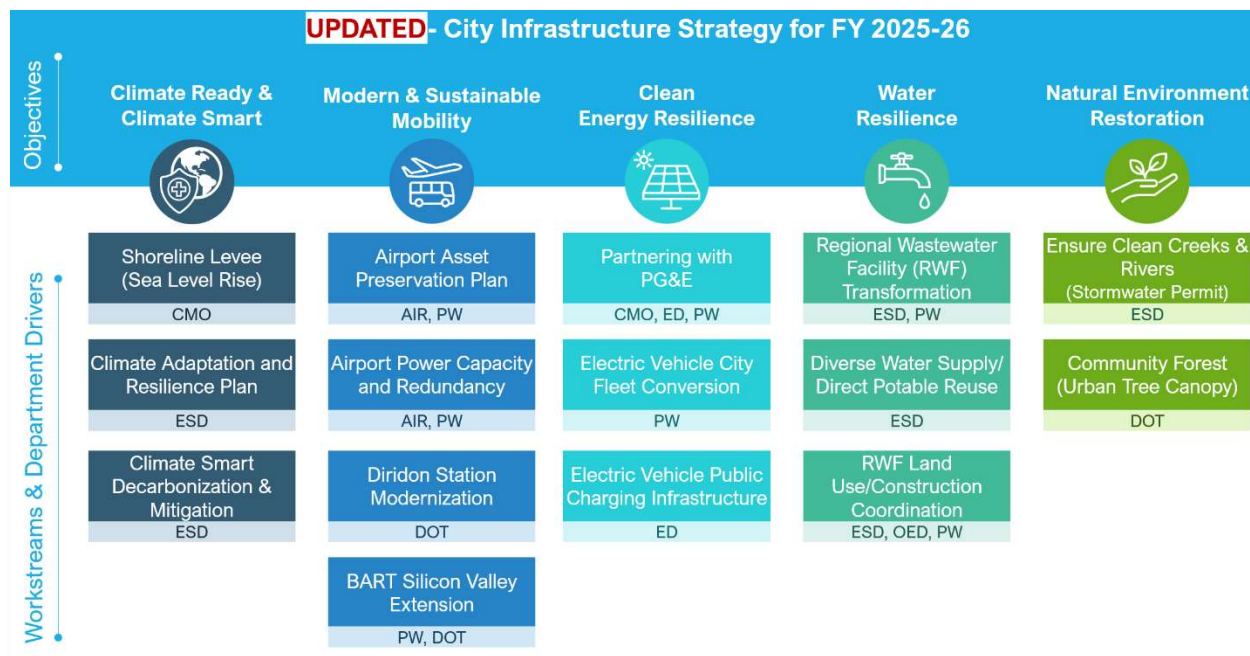 UPDATED- City Infrastructure Strategy for FY 2025-26
Objectives
Climate Ready &
Climate Smart
Modern & Sustainable
Mobility
Clean
Energy Resilience
Water
Resilience
Natural Environment
Restoration
Workstreams & Department Drivers
Shoreline Levee
(Sea Level Rise)
CMO
Climate Adaptation and
Resilience Plan
ESD
Climate Smart
Decarbonization &
Mitigation
ESD
Airport Asset
Preservation Plan
AIR, PW
Airport Power Capacity
and Redundancy
AIR, PW
Diridon Station
Modernization
DOT
BART Silicon Valley
Extension
PW, DOT
Partnering with
PG&E
CMO, ED, PW
Electric Vehicle City
Fleet Conversion
PW
Electric Vehicle Public
Charging Infrastructure
ED
Regional Wastewater
Facility (RWF)
Transformation
ESD, PW
Diverse Water Supply/
Direct Potable Reuse
ESD
RWF Land
Use/Construction
Coordination
ESD, OED, PW
Ensure Clean Creeks &
Rivers
(Stormwater Permit)
ESD
Community Forest
(Urban Tree Canopy)
DOT